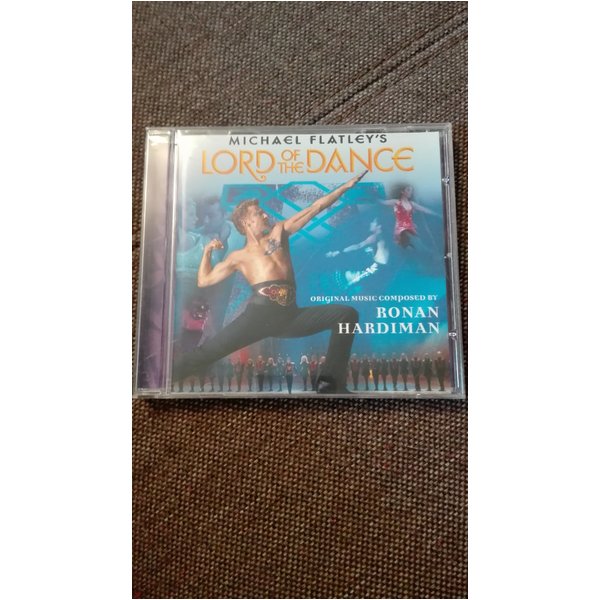 MICHAEL FLATLEY'S
LORD OF THE DANCE
ORIGINAL MUSIC COMPOSED BY
RONAN
HARDIMAN